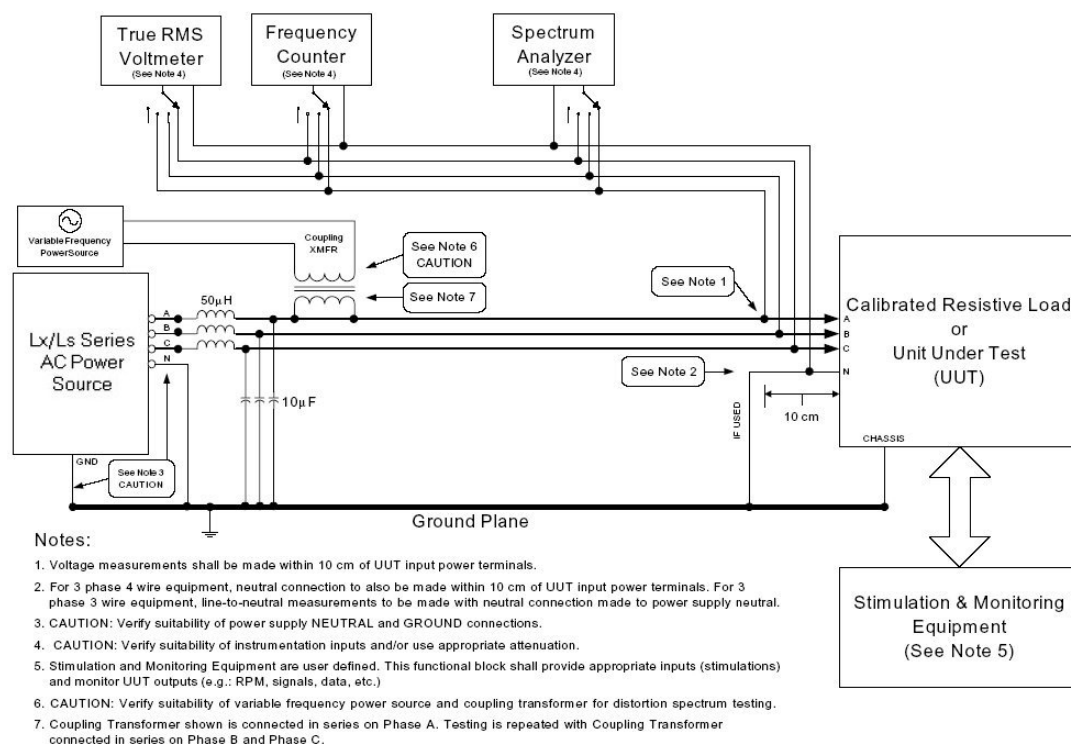 True RMS
Voltmeter
(See Note 4)
Frequency
Counter
(See Note 4)
Spectrum
Analyzer
(See Note 4)
Variable Frequency
PowerSource
Coupling
XMFR
See Note 6
CAUTION
See Note 7
See Note 1
50μH
Lx/Ls Series
AC Power
Source
A
B
C
N
Calibrated Resistive Load
or
Unit Under Test
(UUT)
A
B
C
N
See Note 2
10μF
IF USED
10 cm
CHASSIS
GND
See Note 3
CAUTION
Ground Plane
Stimulation & Monitoring
Equipment
(See Note 5)
Notes:
1. Voltage measurements shall be made within 10 cm of UUT input power terminals.
2. For 3 phase 4 wire equipment, neutral connection to also be made within 10 cm of UUT input power terminals. For 3
phase 3 wire equipment, line-to-neutral measurements to be made with neutral connection made to power supply neutral.
3. CAUTION: Verify suitability of power supply NEUTRAL and GROUND connections.
4. CAUTION: Verify suitability of instrumentation inputs and/or use appropriate attenuation.
5. Stimulation and Monitoring Equipment are user defined. This functional block shall provide appropriate inputs (stimulations)
and monitor UUT outputs (e.g.: RPM, signals, data, etc.)
6. CAUTION: Verify suitability of variable frequency power source and coupling transformer for distortion spectrum testing.
7. Coupling Transformer shown is connected in series on Phase A. Testing is repeated with Coupling Transformer
connected in series on Phase B and Phase C.